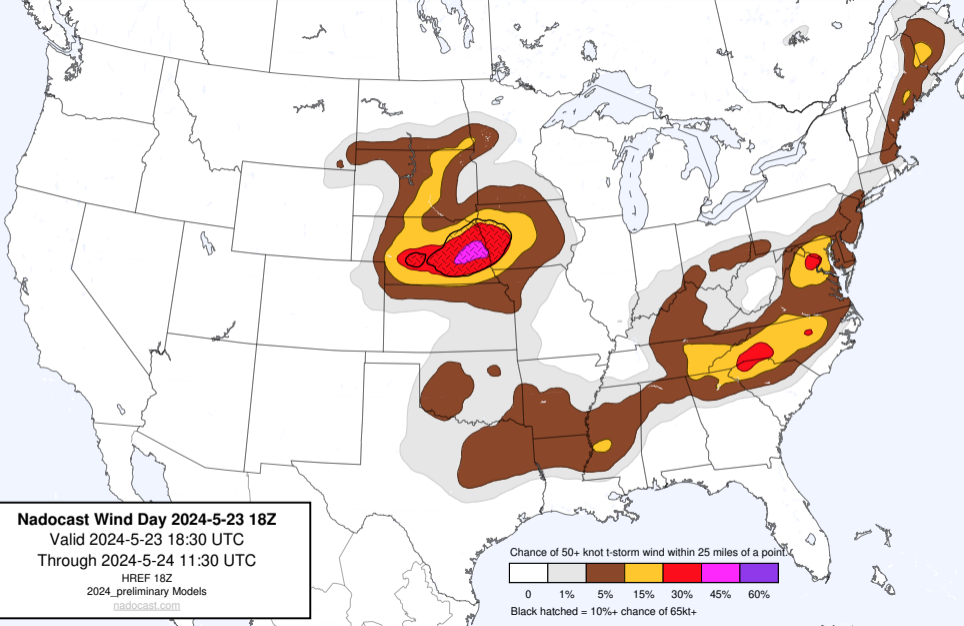 Nadocast Wind Day 2024-5-23 18Z
Valid 2024-5-23 18:30 UTC
Through 2024-5-24 11:30 UTC
HREF 18Z
2024_preliminary Models
nadocast.com
Chance of 50+ knot t-storm wind within 25 miles of a point.
0 1% 5% 15% 30% 45% 60%
Black hatched = 10%+ chance of 65kt+